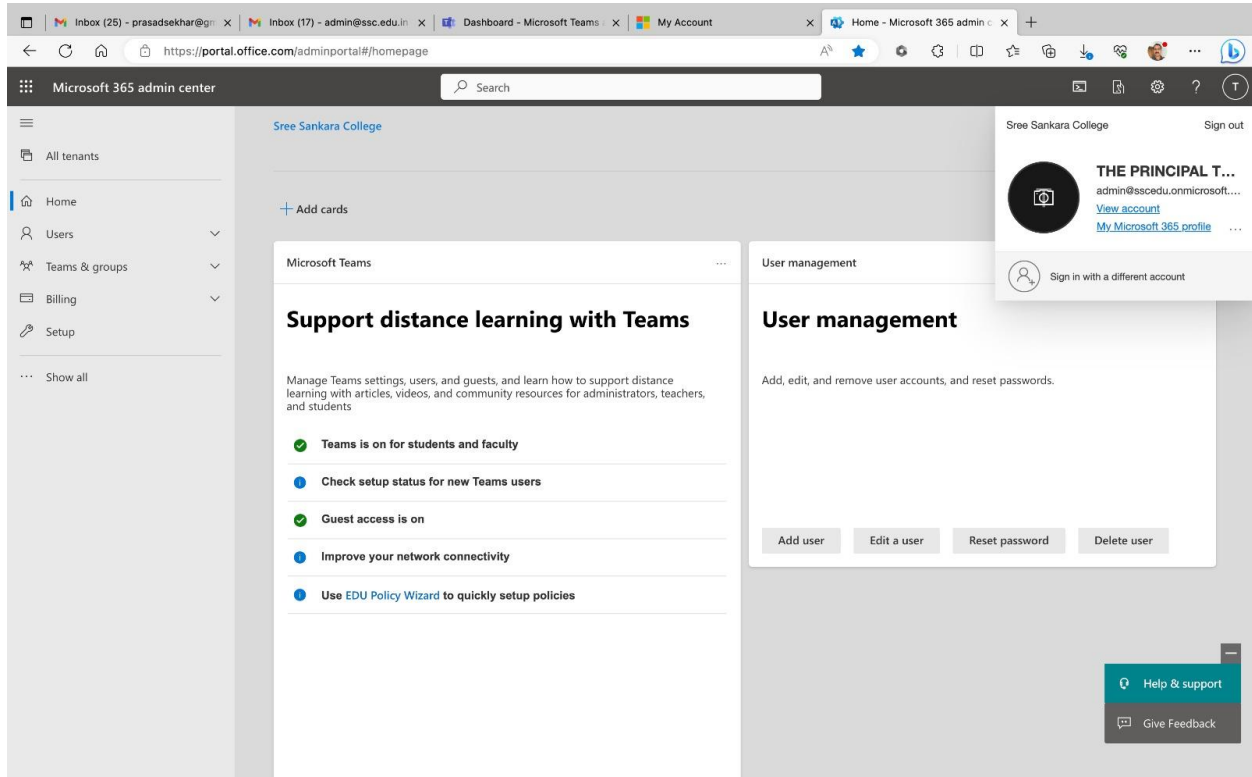 Inbox (25) - prasadsekhar@gm
Inbox (17) - admin@ssc.edu.in
Dashboard - Microsoft Teams
My Account
Home - Microsoft 365 admin c
https://portal.office.com/adminportal#/homepage
Microsoft 365 admin center
Search
?
T
All tenants
Home
Users
Teams & groups
Billing
Setup
Show all
Sree Sankara College
Add cards
Microsoft Teams
Support distance learning with Teams
Manage Teams settings, users, and guests, and learn how to support distance
learning with articles, videos, and community resources for administrators, teachers,
and students
Teams is on for students and faculty
Check setup status for new Teams users
Guest access is on
Improve your network connectivity
Use EDU Policy Wizard to quickly setup policies
User management
User management
Add, edit, and remove user accounts, and reset passwords.
Add user
Edit a user
Reset password
Delete user
Sree Sankara College
Sign out
THE PRINCIPAL T...
admin@sscedu.onmicrosoft....
View account
My Microsoft 365 profile
...
Sign in with a different account
Help & support
Give Feedback